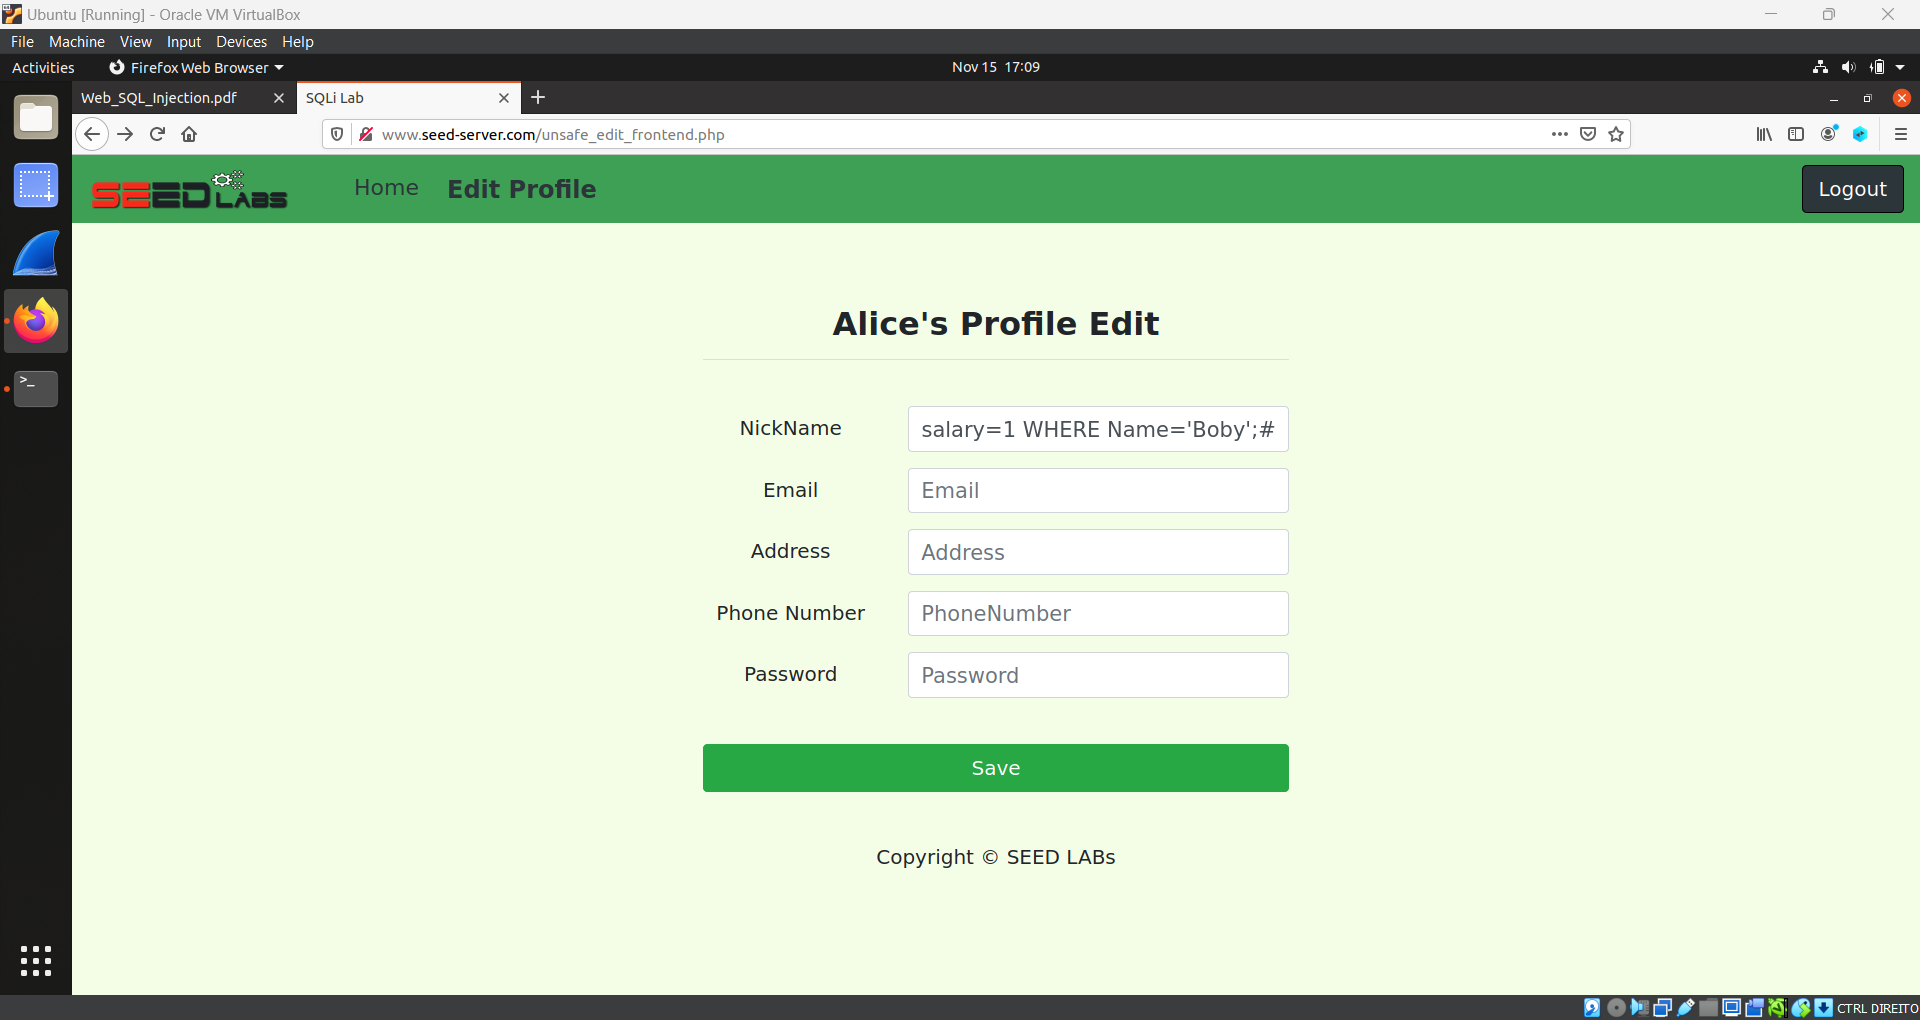 Ubuntu [Running] - Oracle VM VirtualBox
File Machine View Input Devices Help
Activities Firefox Web Browser Nov 15 17:09
Web_SQL_Injection.pdf SQLi Lab
www.seed-server.com/unsafe_edit_frontend.php
SEED LABS Home Edit Profile Logout
Alice's Profile Edit
NickName salary=1 WHERE Name='Boby';#
Email Email
Address Address
Phone Number PhoneNumber
Password Password
Save
Copyright © SEED LABs
CTRL DIREITO